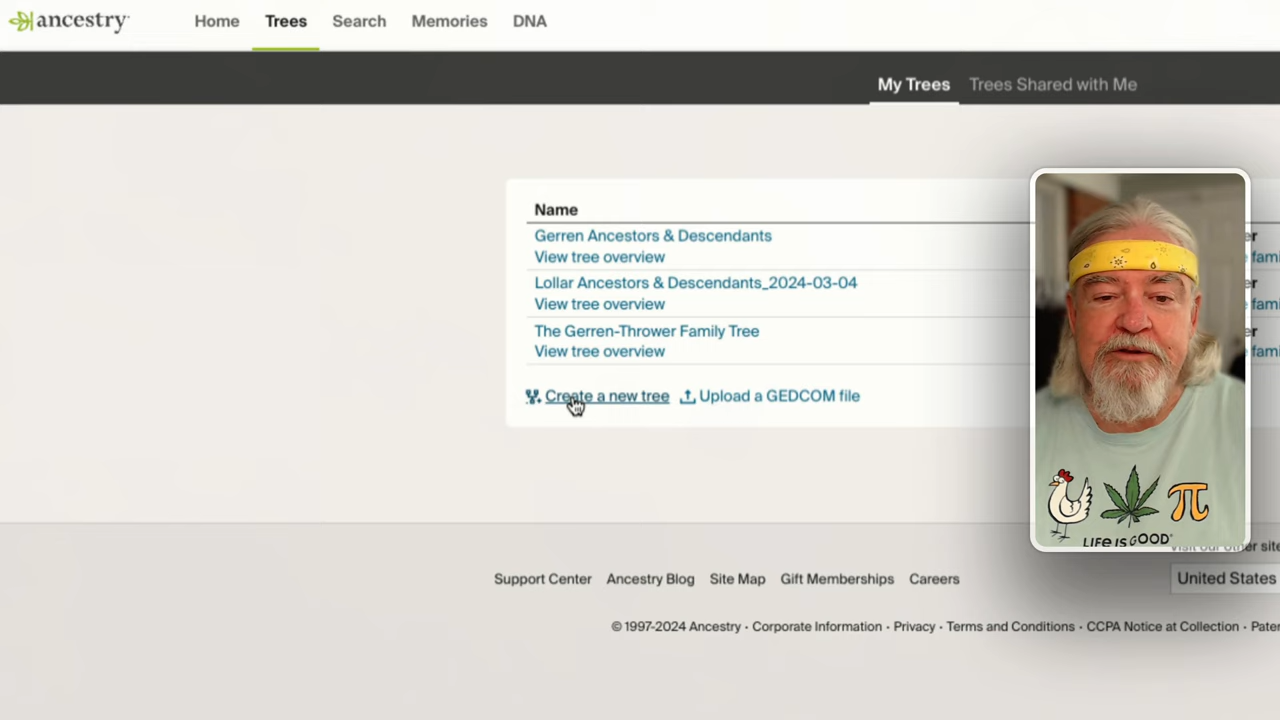 ancestry
Home Trees Search Memories DNA
My Trees Trees Shared with Me
Name
Gerren Ancestors & Descendants
View tree overview
Lollar Ancestors & Descendants_2024-03-04
View tree overview
The Gerren-Thrower Family Tree
View tree overview
Create a new tree Upload a GEDCOM file
π
LIFE IS GOOD®
Support Center Ancestry Blog Site Map Gift Memberships Careers
United States
© 1997-2024 Ancestry · Corporate Information · Privacy · Terms and Conditions · CCPA Notice at Collection ·